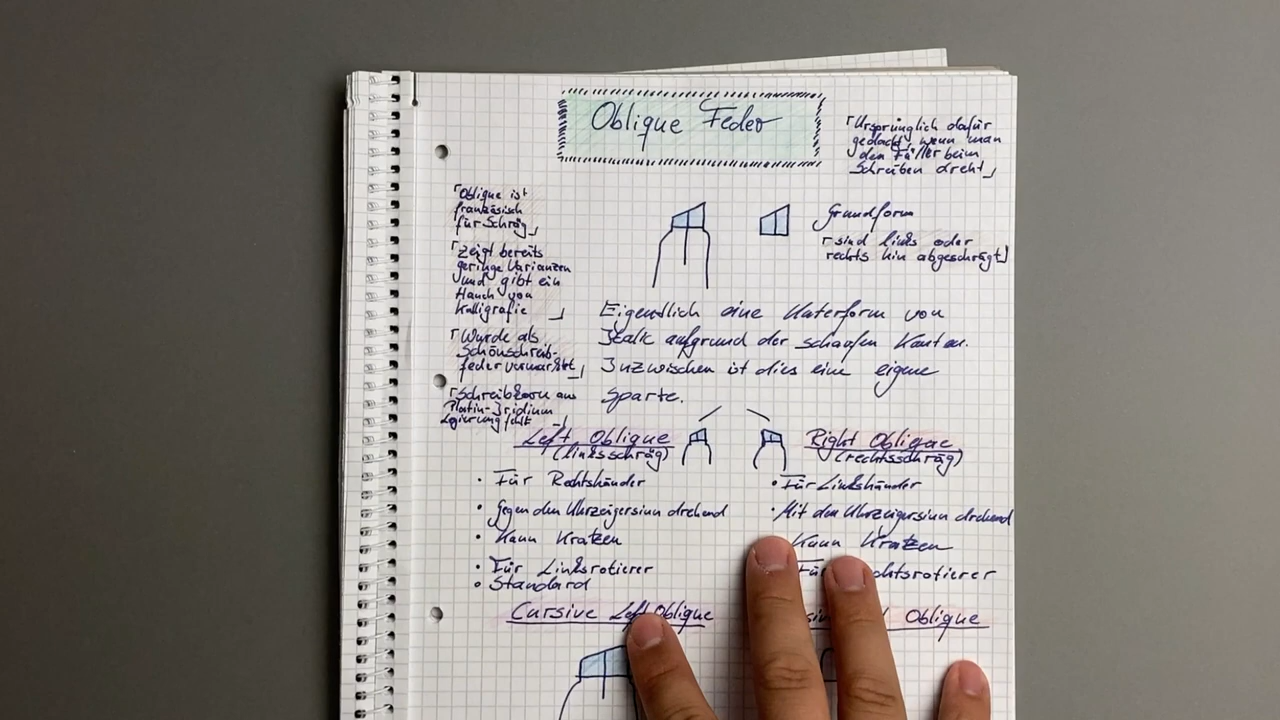 Oblique Feder
「Ursprünglich dafür
gedacht, wenn man
den Füller beim
Schreiben dreht」
「Oblique ist
französisch
für Schräg」
「zeigt bereits
geringe Varianzen
und gibt ein
Hauch von
Kalligrafie 」
「Wurde als
Schönschreib-
feder vermarktet」
「Schreibkorn aus
Platin-Iridium
Legierung fehlt 」
Grundform
「sind links oder
rechts hin abgeschrägt」
Eigentlich eine Unterform von
Italic aufgrund der scharfen Kanten.
Inzwischen ist dies eine eigene
Sparte.
Left Oblique
(linksschräg)
· Für Rechtshänder
· Gegen den Uhrzeigersinn drehend
· Kann Kratzen
· Für Linksrotierer
• Standard
Right Oblique
(rechtsschräg)
· Für Linkshänder
· Mit dem Uhrzeigersinn drehend
Kann Kratzen
Für chtsrotierer
Cursive Left Oblique
Oblique